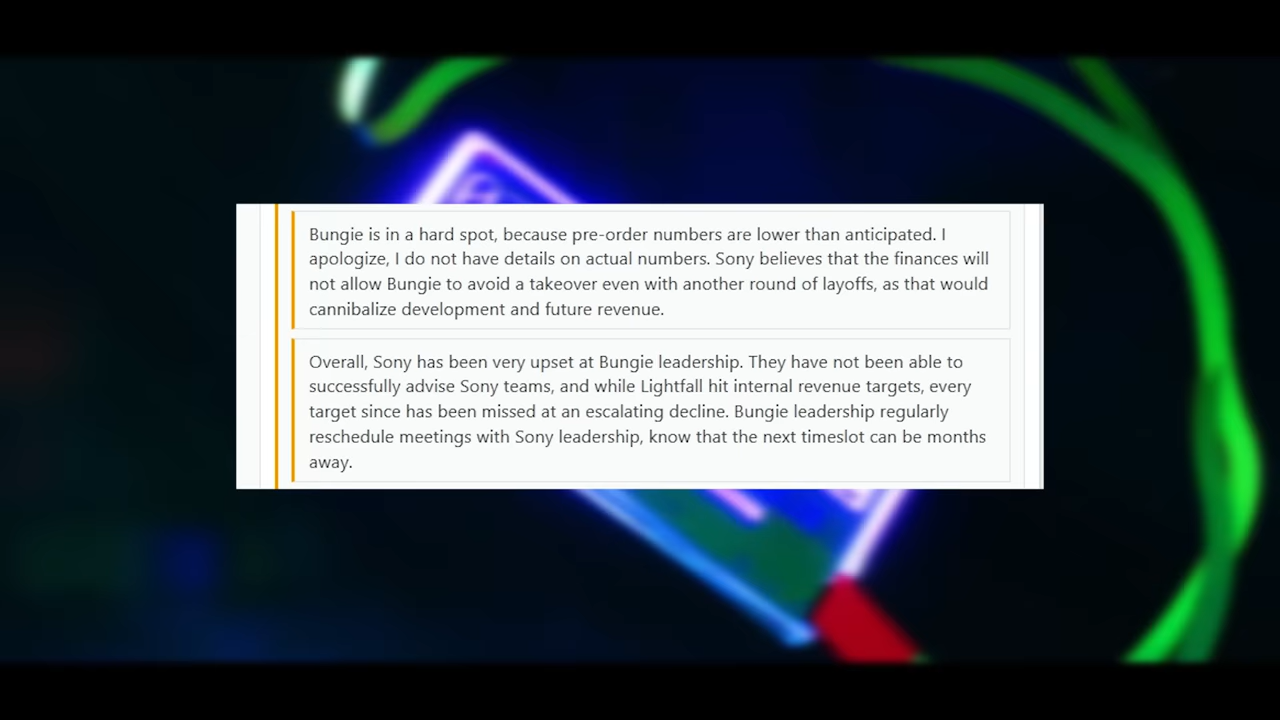 Bungie is in a hard spot, because pre-order numbers are lower than anticipated. I
apologize, I do not have details on actual numbers. Sony believes that the finances will
not allow Bungie to avoid a takeover even with another round of layoffs, as that would
cannibalize development and future revenue.
Overall, Sony has been very upset at Bungie leadership. They have not been able to
successfully advise Sony teams, and while Lightfall hit internal revenue targets, every
target since has been missed at an escalating decline. Bungie leadership regularly
reschedule meetings with Sony leadership, know that the next timeslot can be months
away.